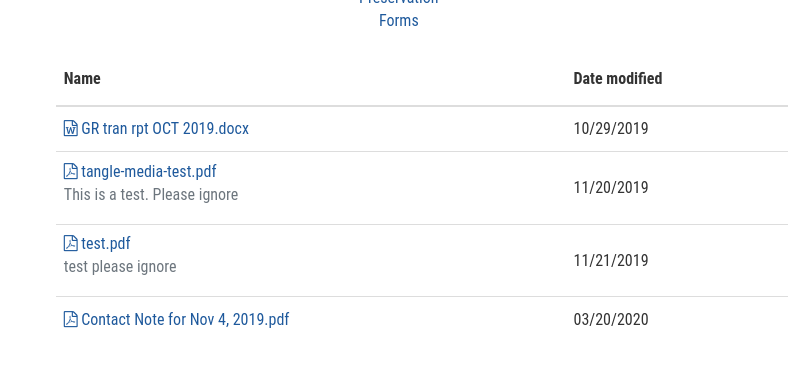 Preservation
Forms
Name Date modified
GR tran rpt OCT 2019.docx 10/29/2019
tangle-media-test.pdf
This is a test. Please ignore
11/20/2019
test.pdf
test please ignore
11/21/2019
Contact Note for Nov 4, 2019.pdf 03/20/2020